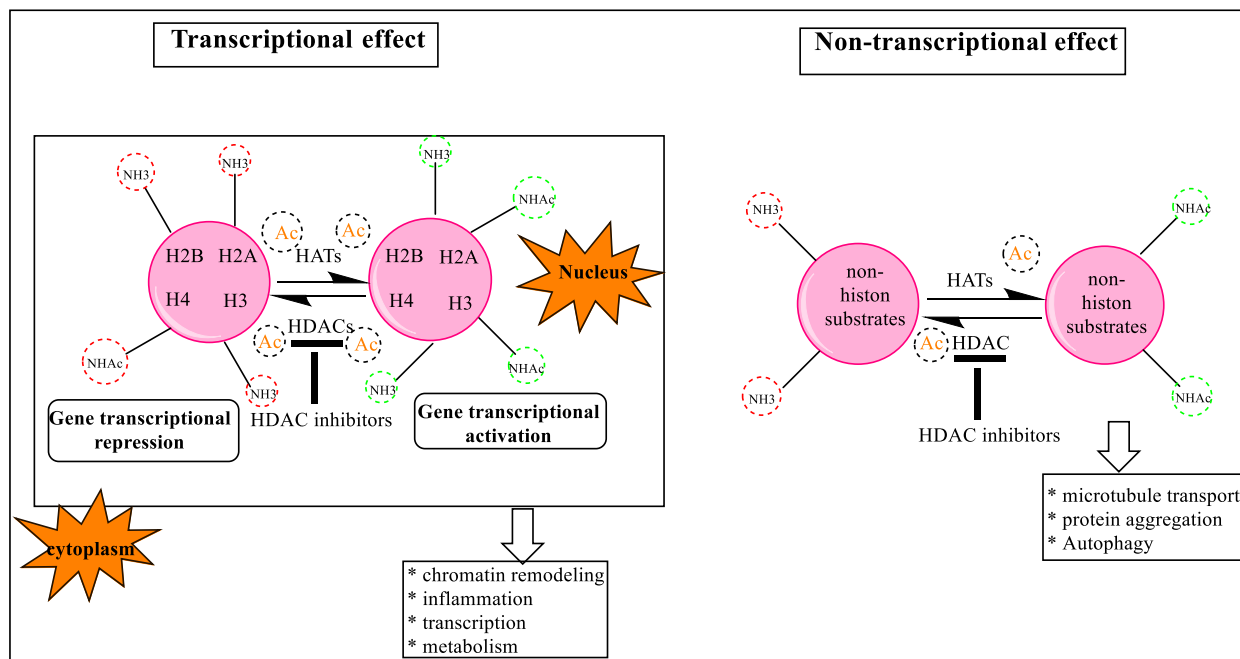 Transcriptional effect
Non-transcriptional effect
NH3
NH3
NH3
NHAc
Ac
Ac
HATs
H2B
H2A
H4
H3
H2B
H2A
H4
H3
Nucleus
HDACs
Ac
Ac
NHAc
NH3
NH3
NHAc
HDAC inhibitors
Gene transcriptional
repression
Gene transcriptional
activation
cytoplasm
* chromatin remodeling
* inflammation
* transcription
* metabolism
NH3
NHAc
non-
histon
substrates
Ac
HATs
non-
histon
substrates
Ac
HDAC
NH3
NHAc
HDAC inhibitors
* microtubule transport
* protein aggregation
* Autophagy